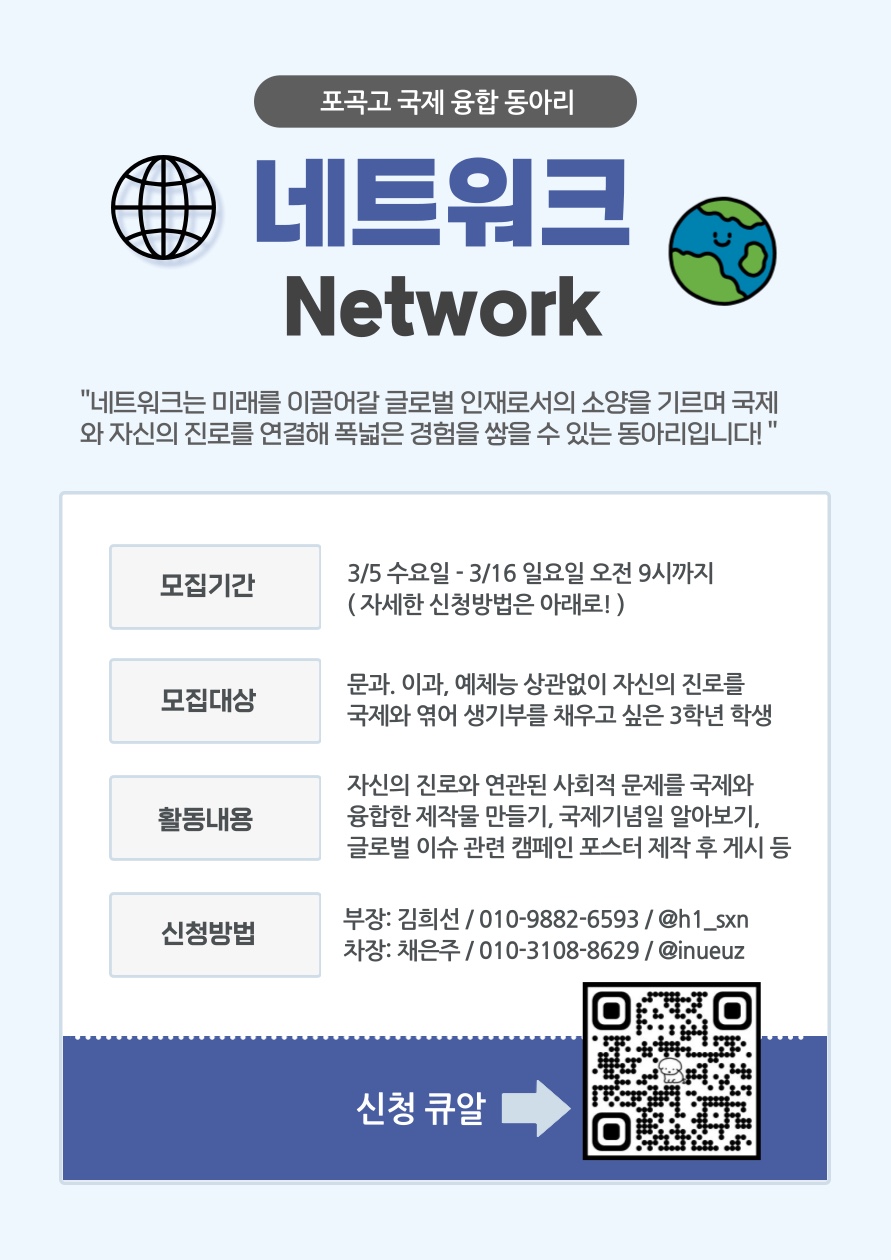 포곡고 국제 융합 동아리
네트워크
Network
"네트워크는 미래를 이끌어갈 글로벌 인재로서의 소양을 기르며 국제
와 자신의 진로를 연결해 폭넓은 경험을 쌓을 수 있는 동아리입니다! "
모집기간
3/5 수요일 - 3/16 일요일 오전 9시까지
( 자세한 신청방법은 아래로! )
모집대상
문과. 이과, 예체능 상관없이 자신의 진로를
국제와 엮어 생기부를 채우고 싶은 3학년 학생
활동내용
자신의 진로와 연관된 사회적 문제를 국제와
융합한 제작물 만들기, 국제기념일 알아보기,
글로벌 이슈 관련 캠페인 포스터 제작 후 게시 등
신청방법
부장: 김희선 / 010-9882-6593 / @h1_sxn
차장: 채은주 / 010-3108-8629 / @inueuz
신청 큐알